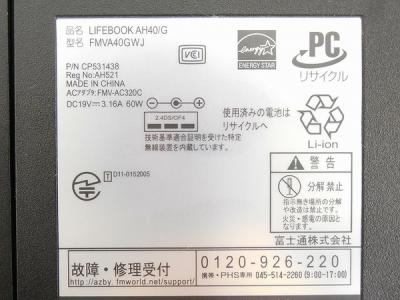 品名 LIFEBOOK AH40/G
型名 FMVA40GWJ
P/N CP531438
Reg No:AH521
MADE IN CHINA
ACアダプタ:FMV-AC320C
DC19V 3.16A 60W
VCCI
energy
ENERGY STAR
PC
リサイクル
2.4DS/OF4
技術基準適合証明を受けた特定
無線装置を内蔵しています。
使用済みの電池は
リサイクルへ
Li-ion
T D11-0152005
警告
分解禁止
指示無き場所の分解
や改造は禁止です。
火災・感電の原因と
なります。
富士通株式会社
故障・修理受付
http://azby.fmworld.net/support/
0120-926-220
携帯・PHS専用 045-514-2260 (9:00-17:00)